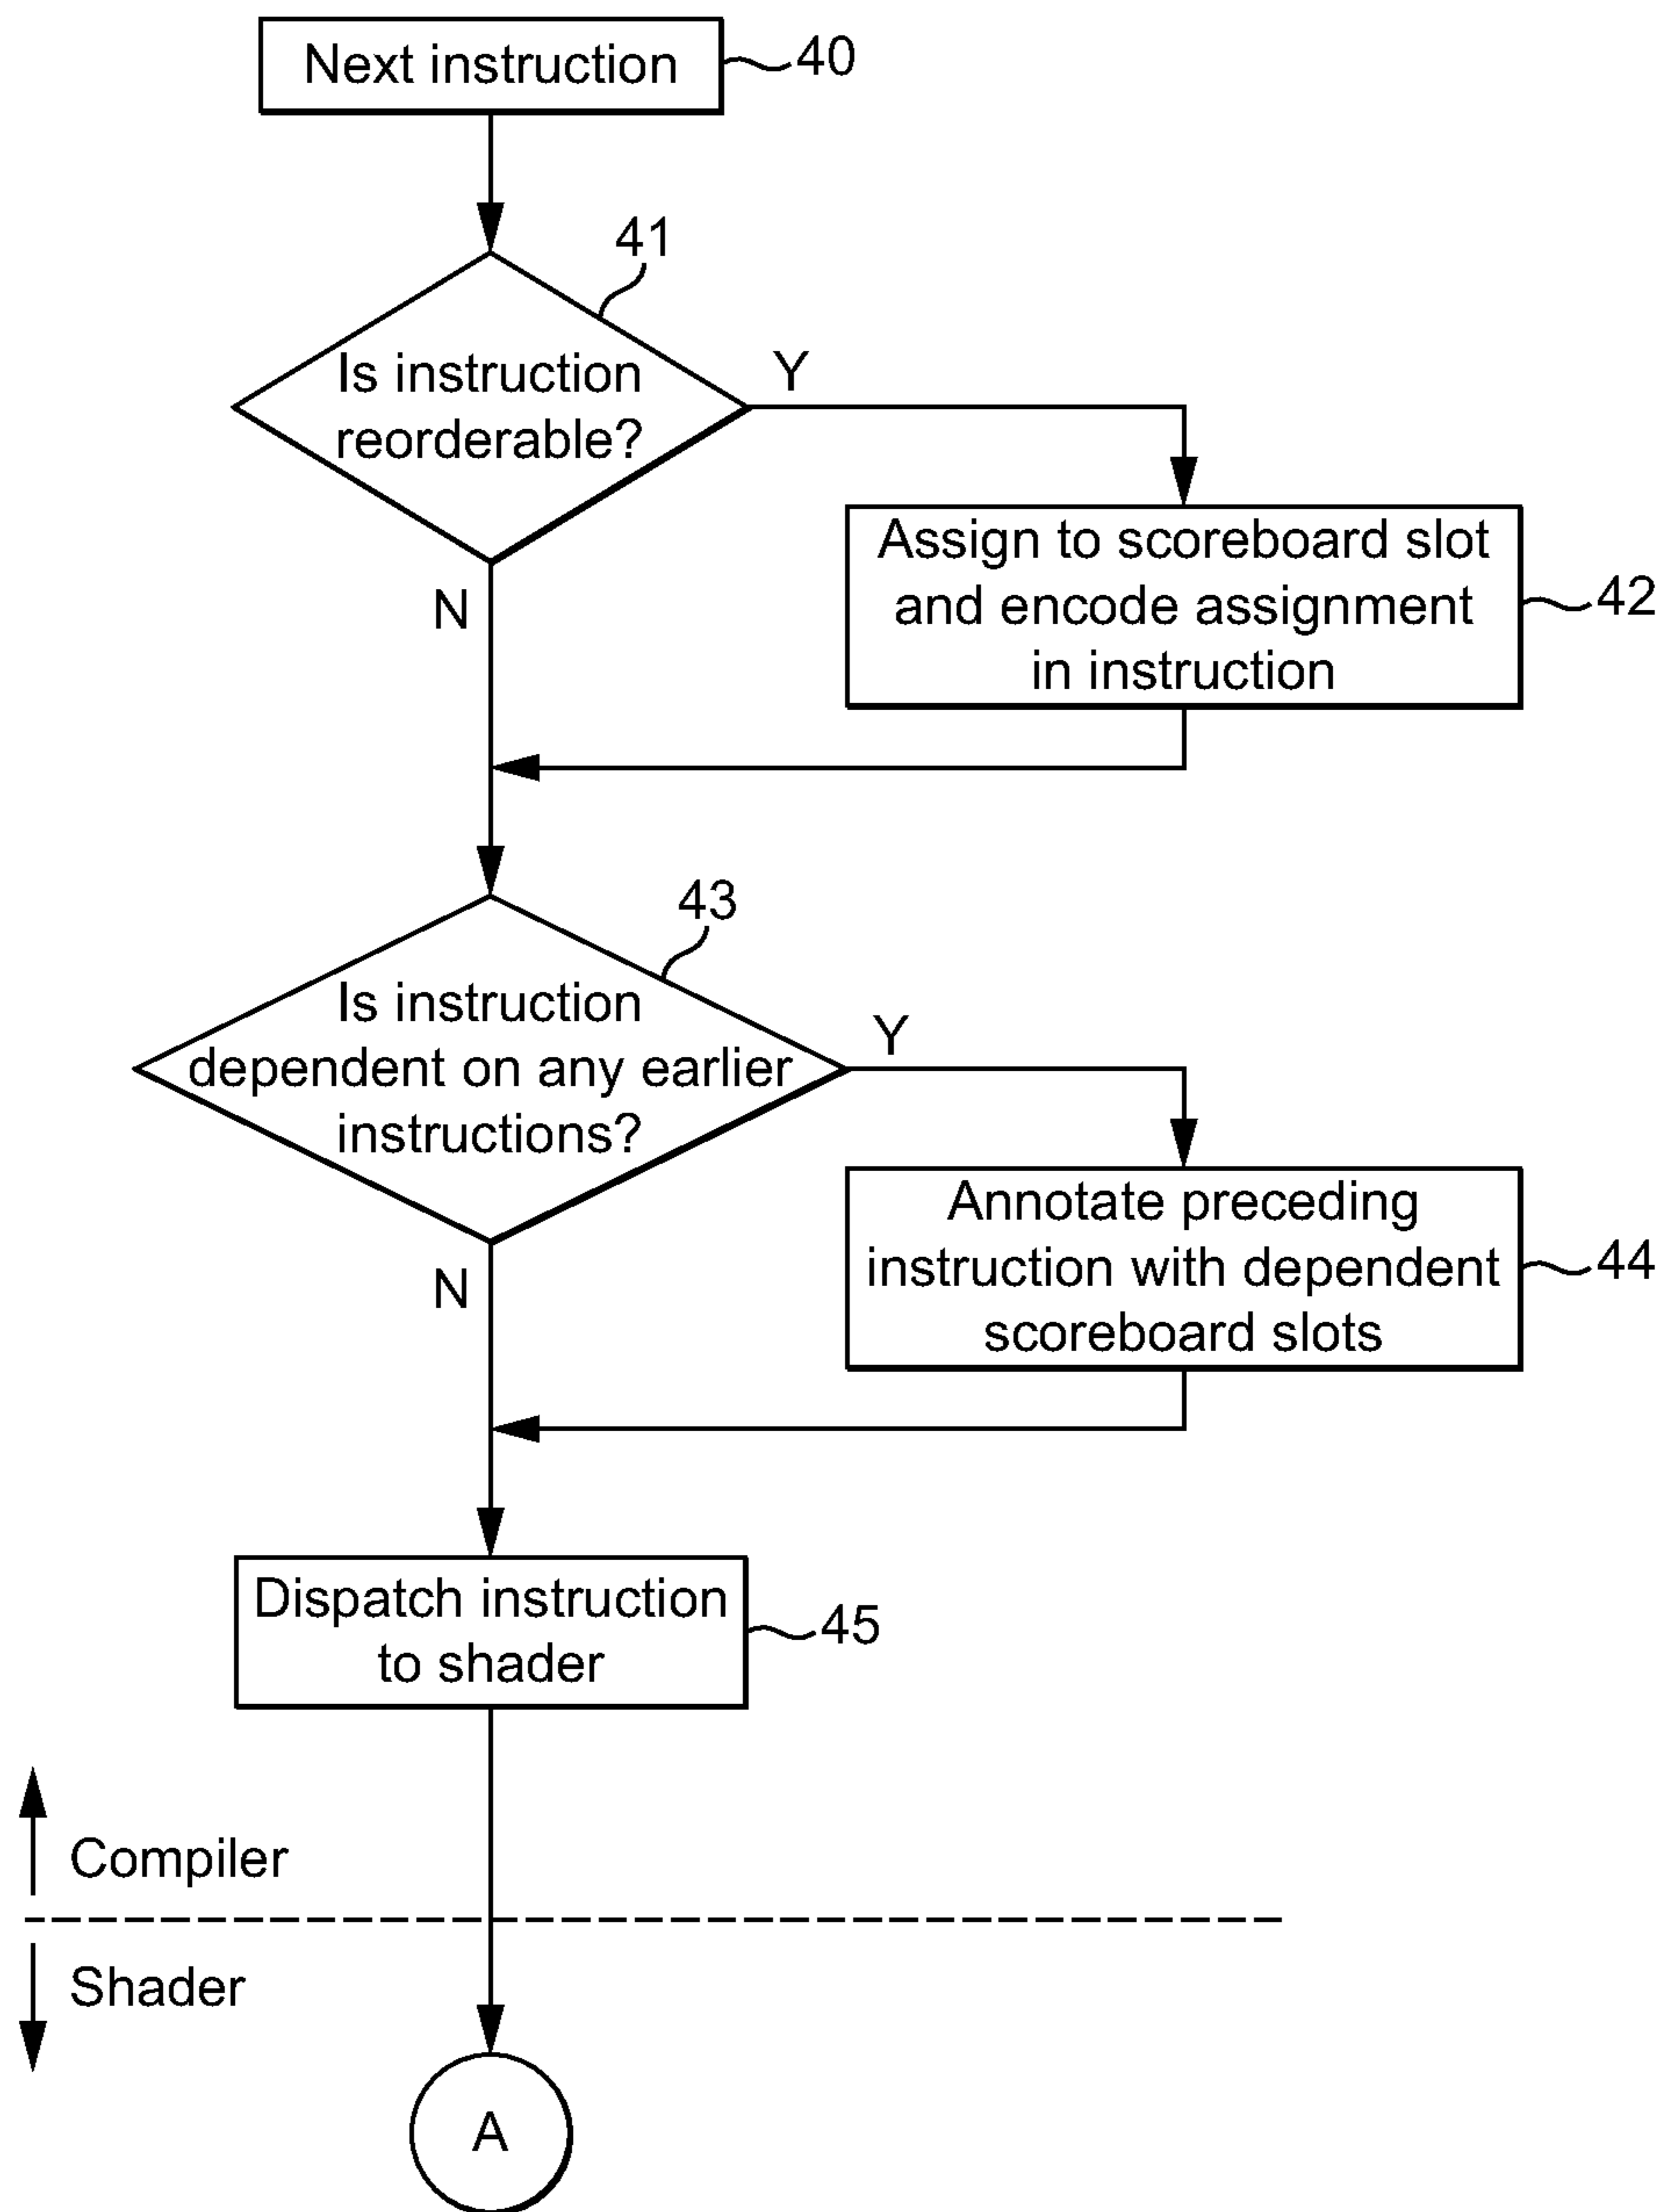 Next instruction
40
41
Is instruction
reorderable?
Y
N
Assign to scoreboard slot
and encode assignment
in instruction
42
43
Is instruction
dependent on any earlier
instructions?
Y
N
Annotate preceding
instruction with dependent
scoreboard slots
44
Dispatch instruction
to shader
45
Compiler
Shader
A